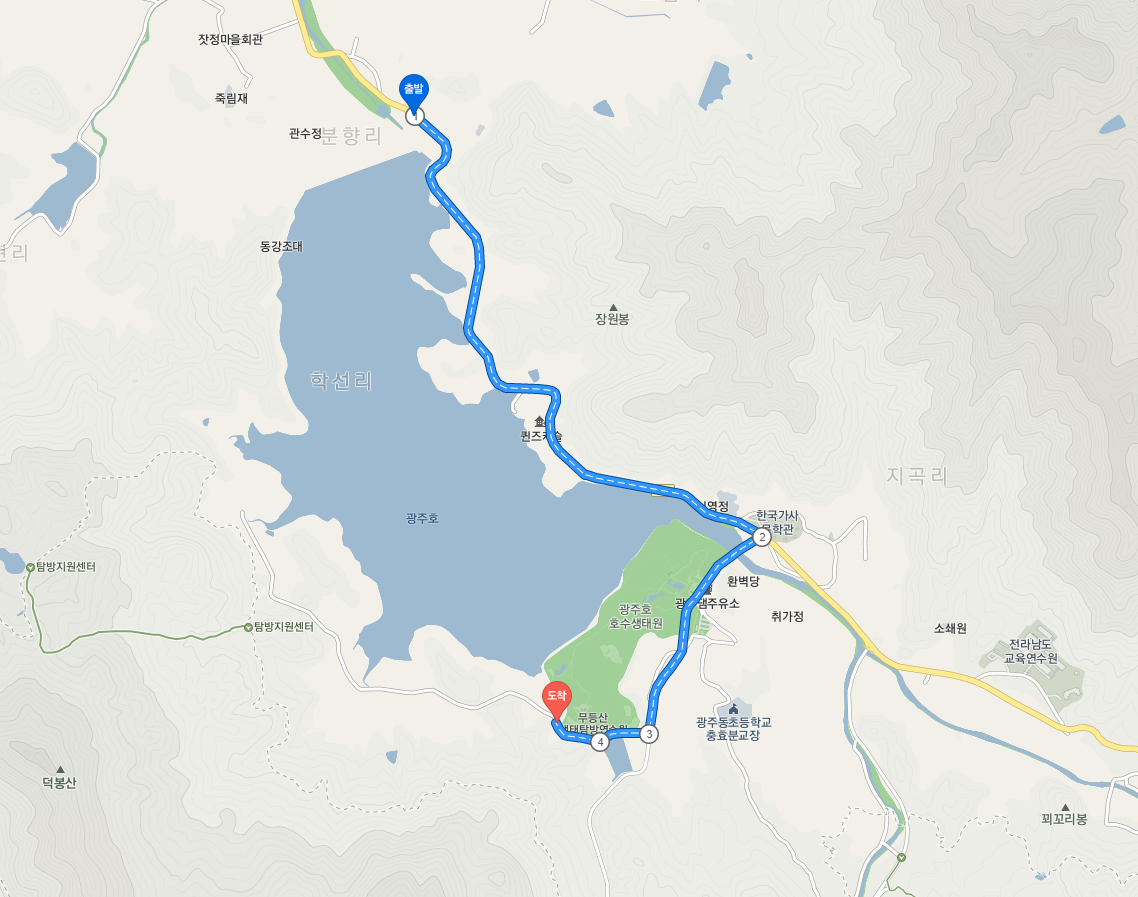 잣정마을회관
출발
죽림재
1
관수정
분향리
동강조대
장원봉
학선리
퀸즈
지고리
영정
한국가사
문학관
광주호
2
탐방지원센터
환벽당
광주
댐주유소
광주호
호수생태원
취가정
탐방지원센터
소쇄원
전라남도
교육연수원
도착
무등산
생태탐방연수원
광주동초등학교
충효분교장
3
4
덕봉산
꾀꼬리봉